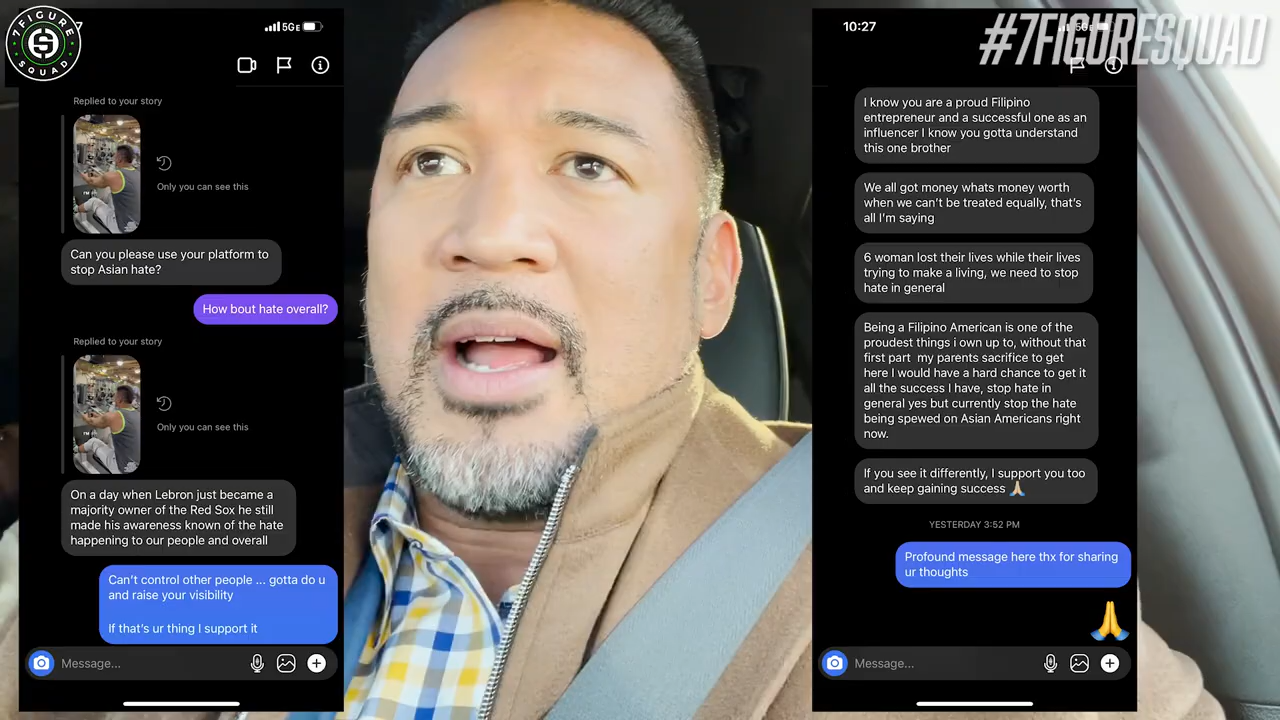 7 FIGURE SQUAD
5GE
Replied to your story
Only you can see this
I'M
Can you please use your platform to
stop Asian hate?
How bout hate overall?
Replied to your story
Only you can see this
On a day when Lebron just became a
majority owner of the Red Sox he still
made his awareness known of the hate
happening to our people and overall
Can't control other people ... gotta do u
and raise your visibility
If that's ur thing I support it
Message...
10:27
5GE
#7FIGURESQUAD
I know you are a proud Filipino
entrepreneur and a successful one as an
influencer I know you gotta understand
this one brother
We all got money whats money worth
when we can't be treated equally, that's
all I'm saying
6 woman lost their lives while their lives
trying to make a living, we need to stop
hate in general
Being a Filipino American is one of the
proudest things i own up to, without that
first part my parents sacrifice to get
here I would have a hard chance to get it
all the success I have, stop hate in
general yes but currently stop the hate
being spewed on Asian Americans right
now.
If you see it differently, I support you too
and keep gaining success 🙏
YESTERDAY 3:52 PM
Profound message here thx for sharing
ur thoughts
🙏
Message...